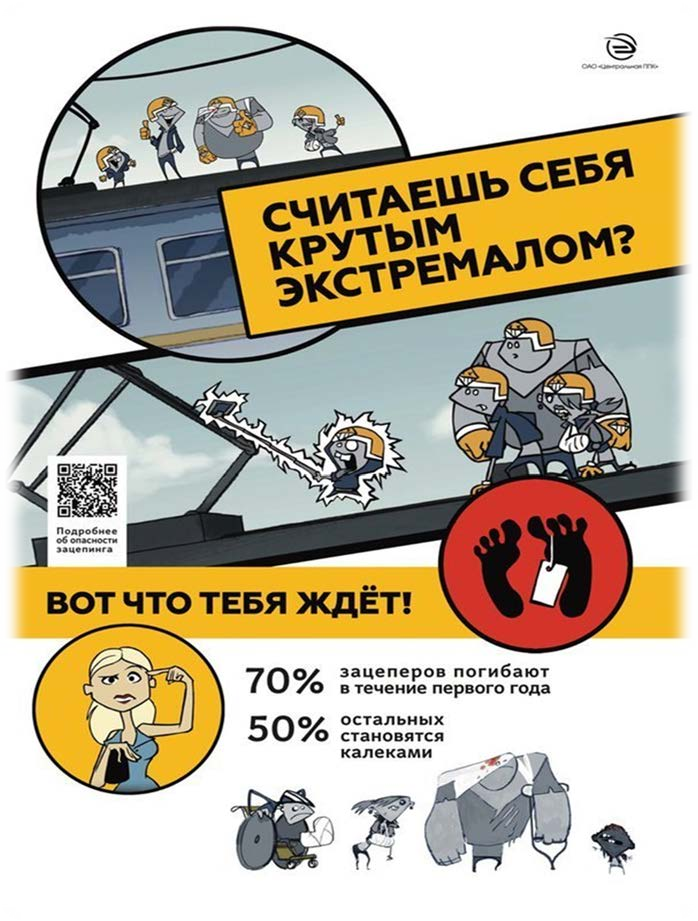 ОАО «Центральная ППК»
СЧИТАЕШЬ СЕБЯ
КРУТЫМ
ЭКСТРЕМАЛОМ?
Подробнее
об опасности
зацепинга
ВОТ ЧТО ТЕБЯ ЖДЁТ!
70% зацеперов погибают
в течение первого года
50% остальных
становятся
калеками